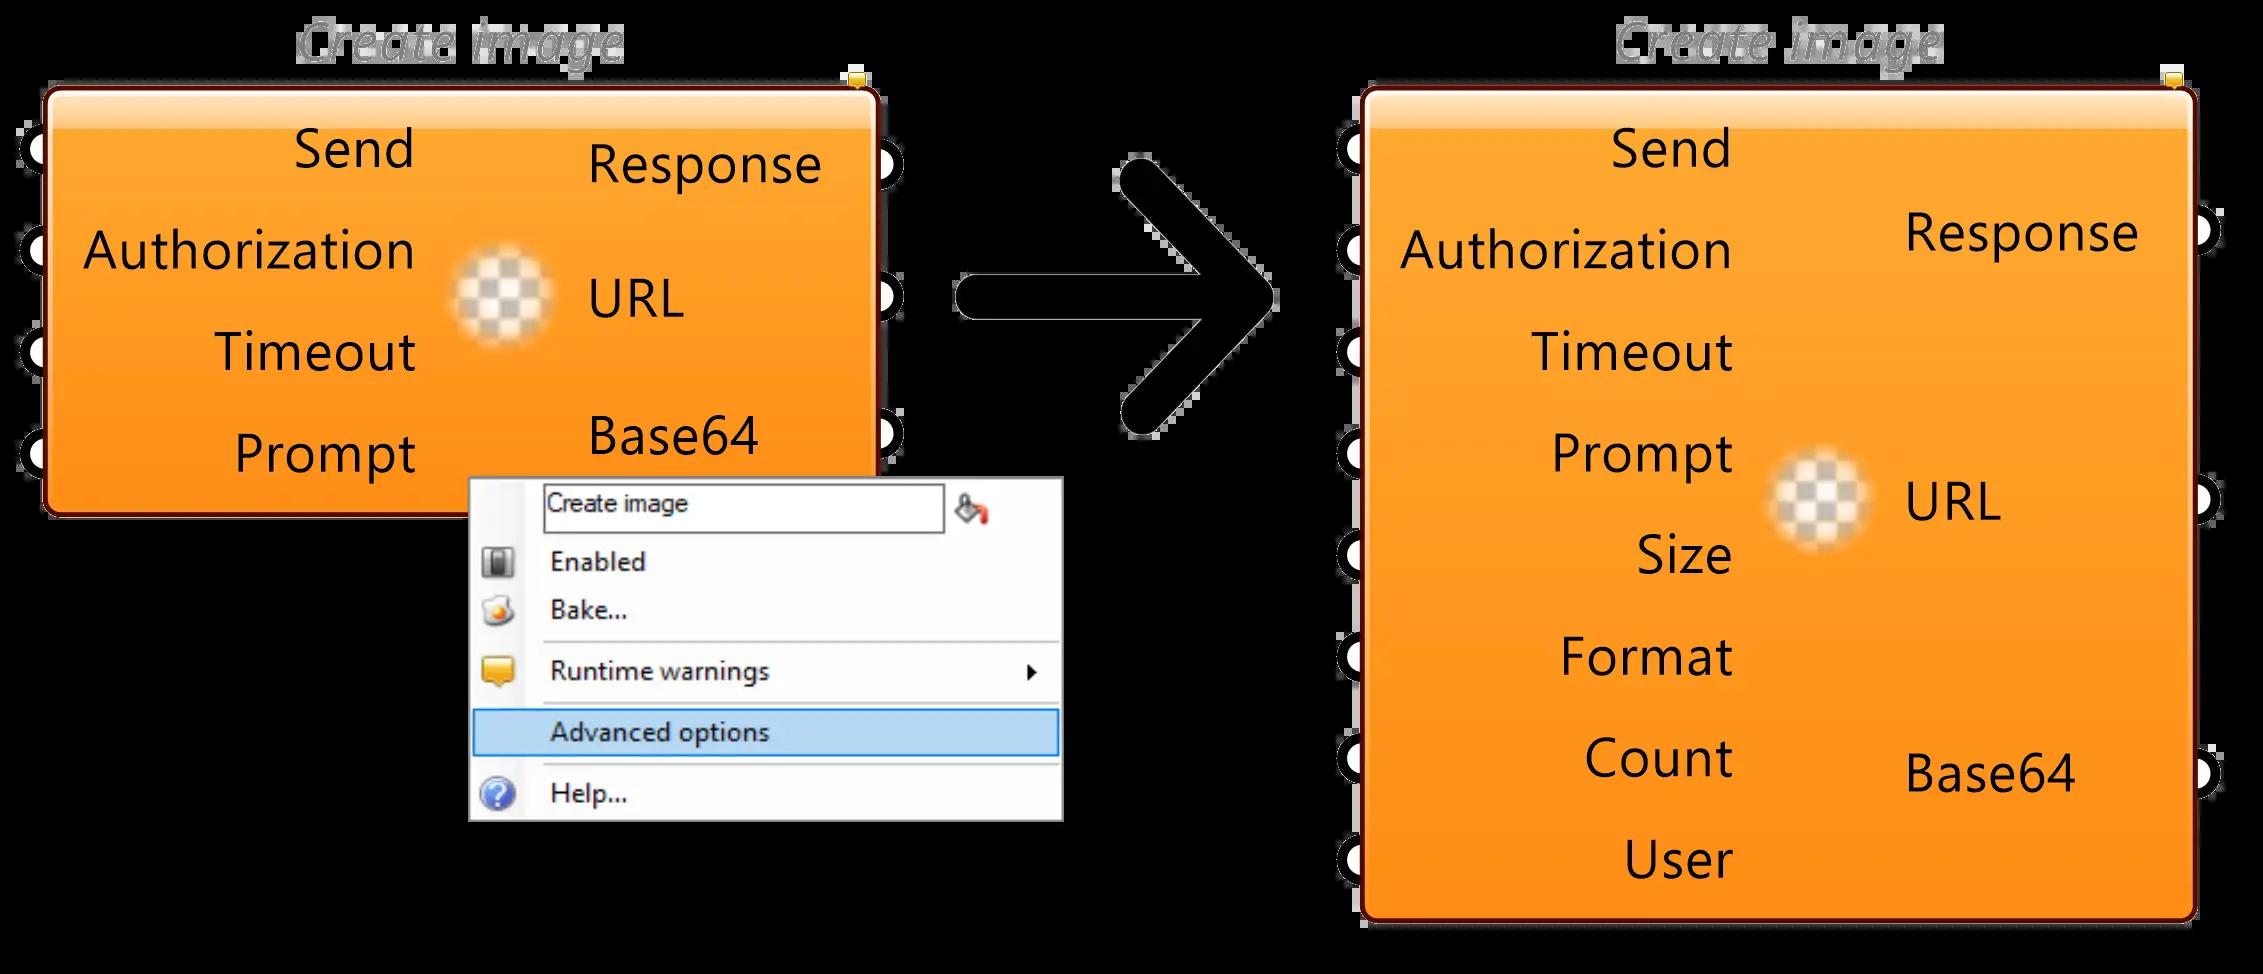 Create image
Send
Authorization
Timeout
Prompt
Response
URL
Base64
Create image
Enabled
Bake...
Runtime warnings
Advanced options
Help...
Create image
Send
Authorization
Timeout
Prompt
Size
Format
Count
User
Response
URL
Base64